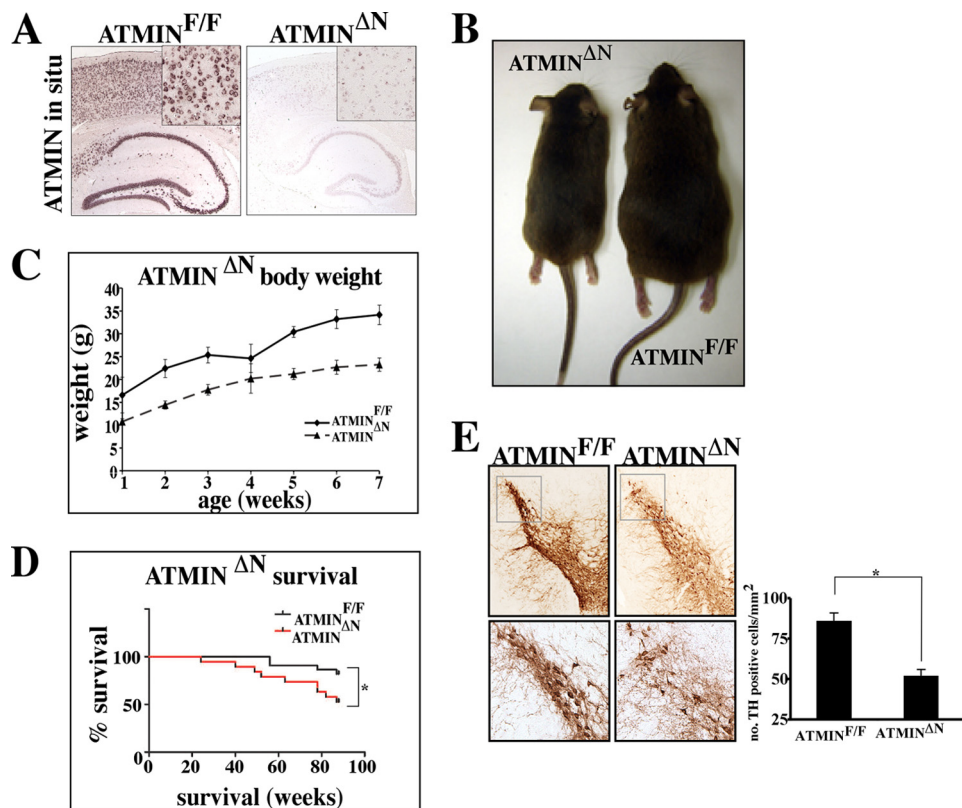 A
ATMIN^F/F
ATMIN^ΔN
ATMIN in situ
B
ATMIN^ΔN
ATMIN^F/F
C
ATMIN ^ΔN body weight
weight (g)
40
35
30
25
20
15
10
5
0
ATMIN^F/F
ATMIN^ΔN
1 2 3 4 5 6 7
age (weeks)
D
ATMIN ^ΔN survival
ATMIN^F/F
ATMIN^ΔN
% survival
100
50
*
0 20 40 60 80 100
survival (weeks)
E
ATMIN^F/F
ATMIN^ΔN
no. TH positive cells/mm²
100
75
50
25
*
ATMIN^F/F
ATMIN^ΔN